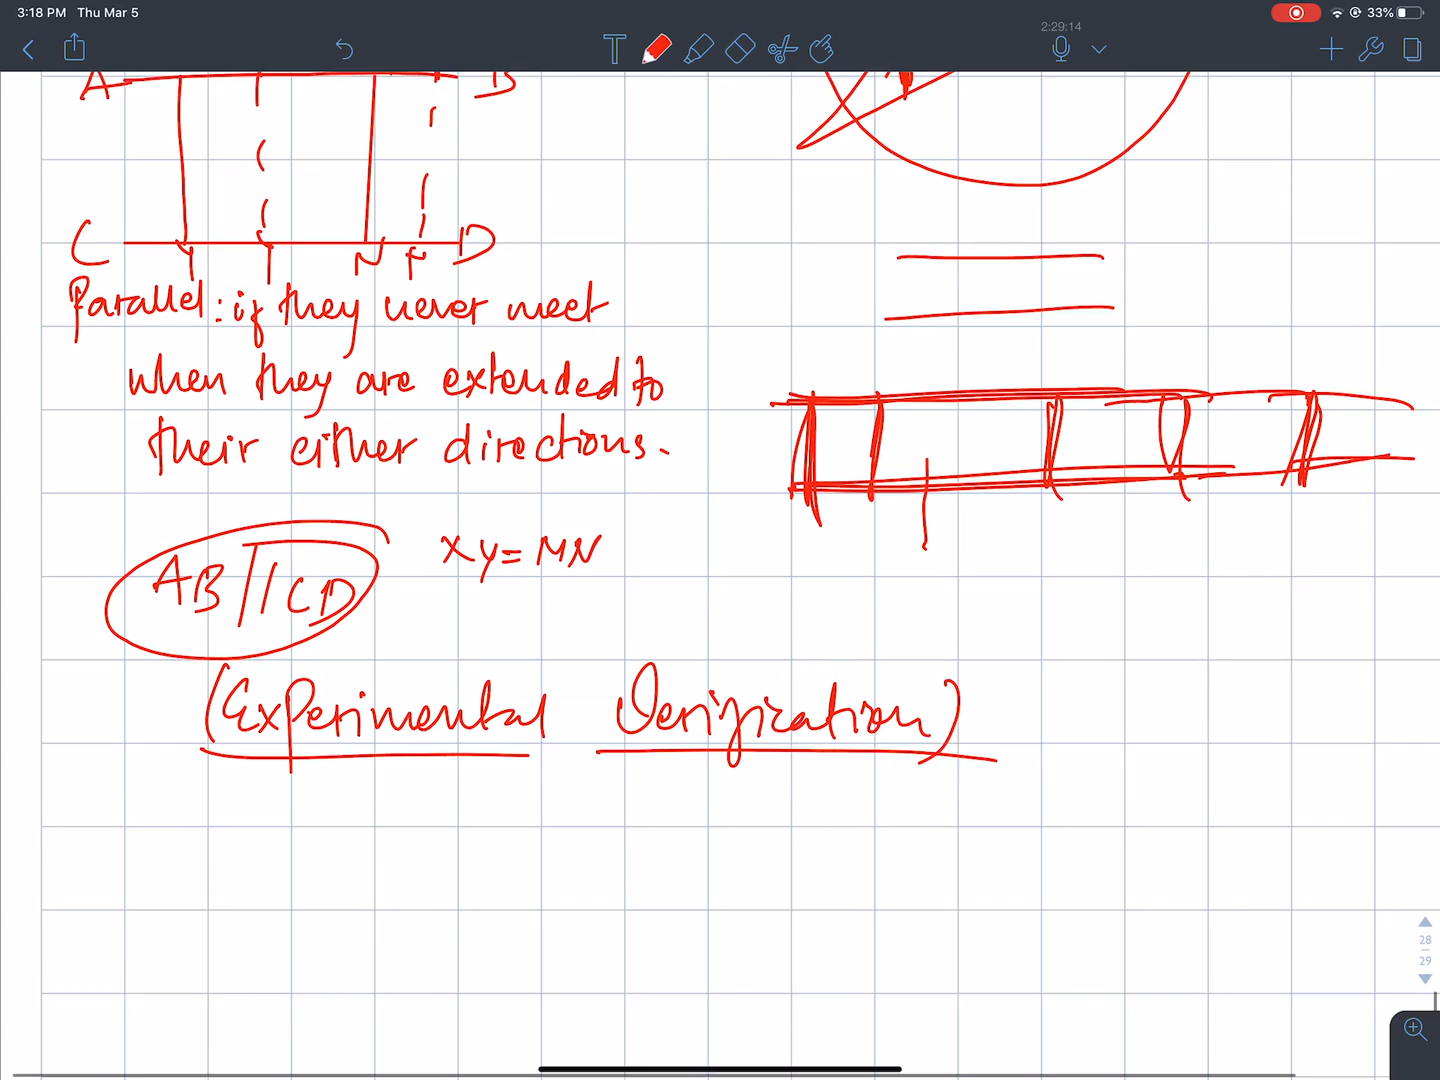 3:18 PM Thu Mar 5
33%
2:29:14
T
A B
C Y T N F D
Parallel: if they never meet
when they are extended to
their either directions.
AB//CD
xy=MN
(Experimental Verification)
28
29